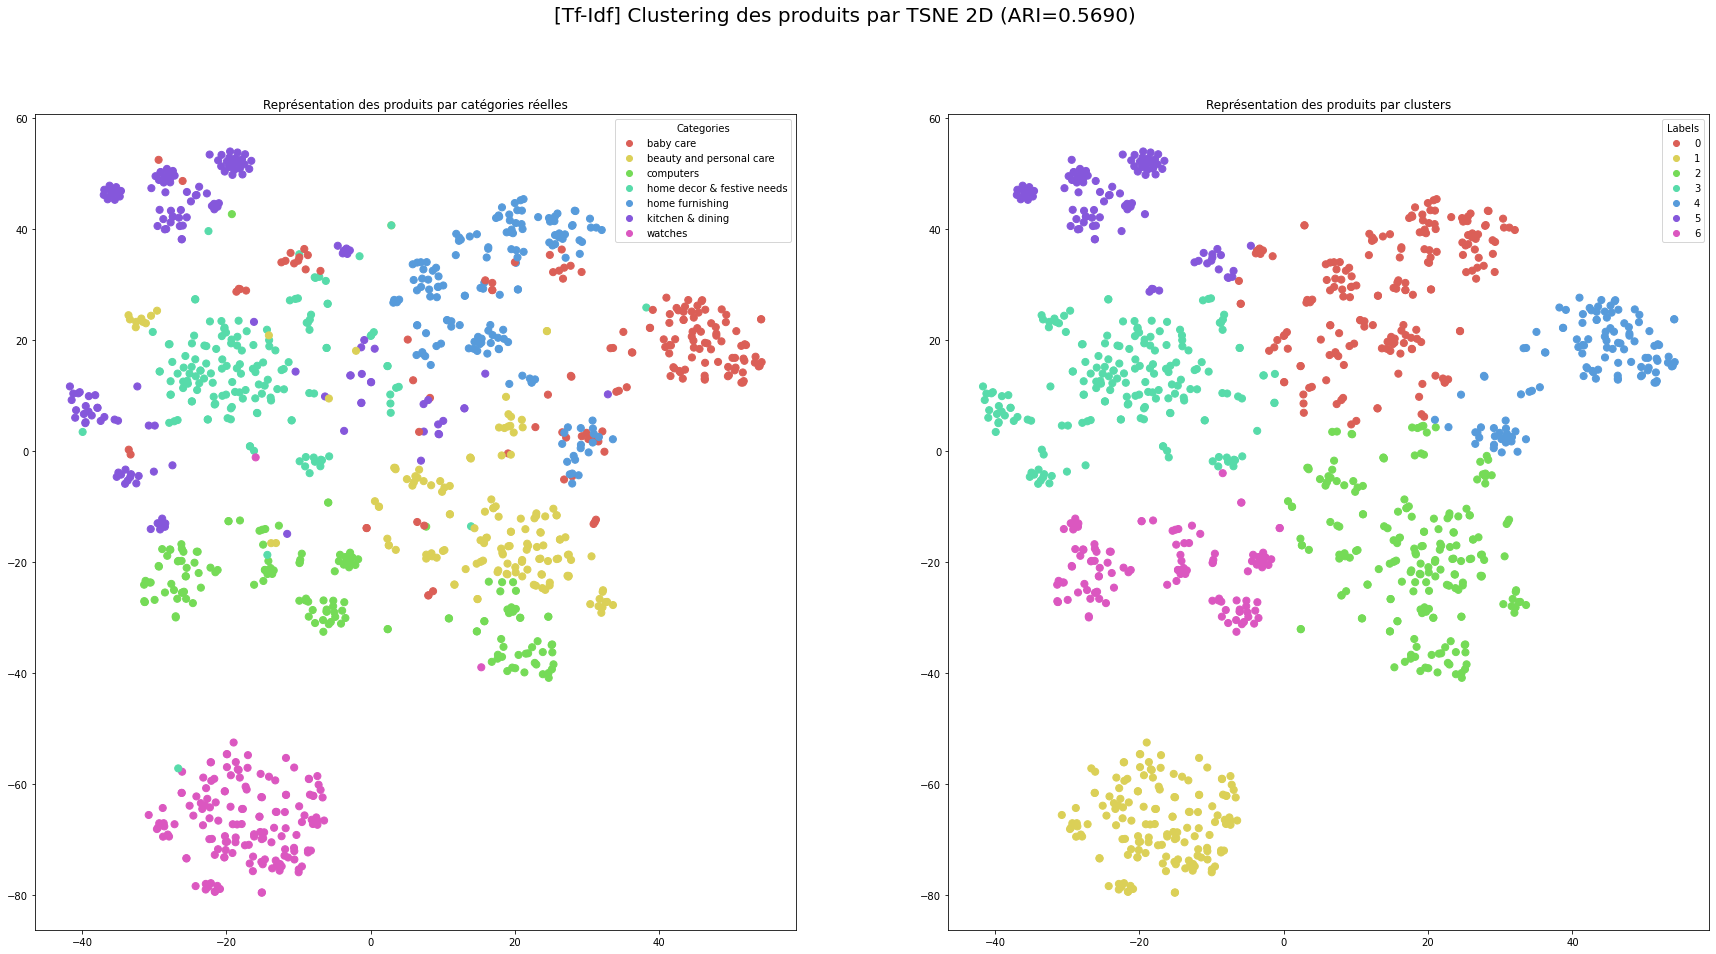 [Tf-Idf] Clustering des produits par TSNE 2D (ARI=0.5690)
Représentation des produits par catégories réelles
60
40
20
0
−20
−40
−60
−80
−40
−20
0
20
40
Categories
baby care
beauty and personal care
computers
home decor & festive needs
home furnishing
kitchen & dining
watches
Représentation des produits par clusters
60
40
20
0
−20
−40
−60
−80
−40
−20
0
20
40
Labels
0
1
2
3
4
5
6